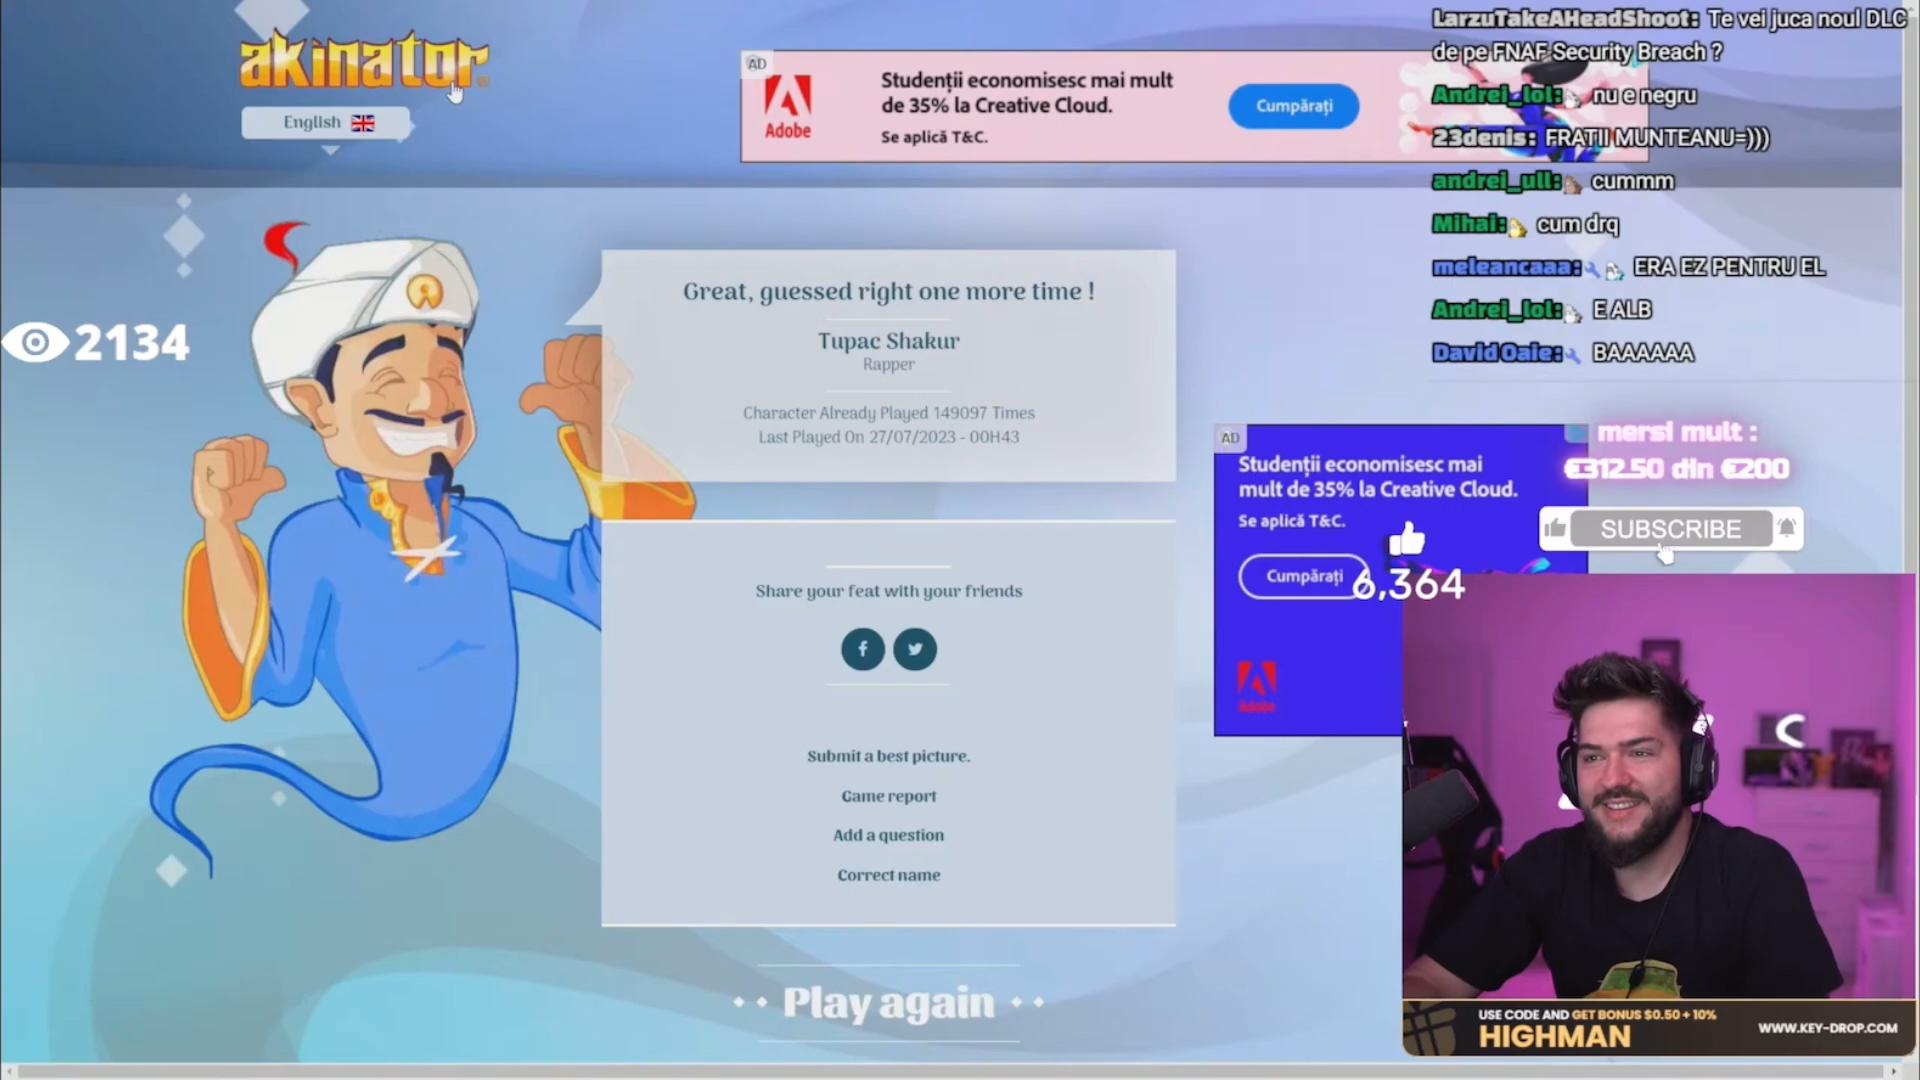 akinator
English
AD
Adobe
Studenții economisesc mai mult
de 35% la Creative Cloud.
Se aplică T&C.
Cumpărați
LarzuTakeAHeadShoot: Te vei juca noul DLC
de pe FNAF Security Breach ?
Andrei_lol: nu e negru
23denis: FRATII MUNTEANU=)))
andrei_ull: cummm
Mihai: cum drq
meleancaaa: ERA EZ PENTRU EL
Andrei_lol: E ALB
David Oaie: BAAAAAA
2134
Great, guessed right one more time !
Tupac Shakur
Rapper
Character Already Played 149097 Times
Last Played On 27/07/2023 - 00H43
Share your feat with your friends
Submit a best picture.
Game report
Add a question
Correct name
Play again
AD
Studenții economisesc mai
mult de 35% la Creative Cloud.
Se aplică T&C.
Cumpărați
Adobe
mersi mult :
€312.50 din €200
SUBSCRIBE
6,364
USE CODE AND GET BONUS $0.50 + 10%
HIGHMAN
WWW.KEY-DROP.COM